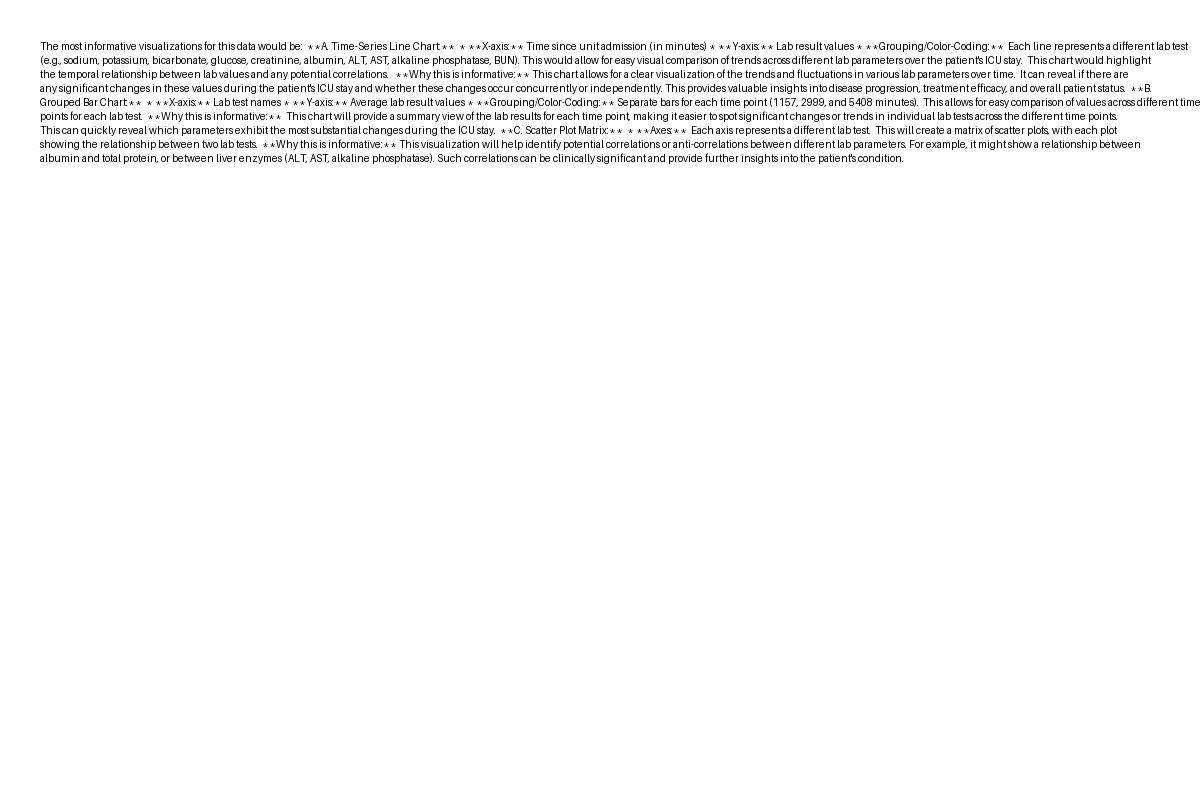 The most informative visualizations for this data would be:  **A. Time-Series Line Chart:**  * **X-axis:** Time since unit admission (in minutes) * **Y-axis:** Lab result values * **Grouping/Color-Coding:**  Each line represents a different lab test
(e.g., sodium, potassium, bicarbonate, glucose, creatinine, albumin, ALT, AST, alkaline phosphatase, BUN). This would allow for easy visual comparison of trends across different lab parameters over the patient's ICU stay.  This chart would highlight
the temporal relationship between lab values and any potential correlations.  **Why this is informative:** This chart allows for a clear visualization of the trends and fluctuations in various lab parameters over time.  It can reveal if there are
any significant changes in these values during the patient's ICU stay and whether these changes occur concurrently or independently. This provides valuable insights into disease progression, treatment efficacy, and overall patient status.  **B.
Grouped Bar Chart:**  * **X-axis:** Lab test names * **Y-axis:** Average lab result values * **Grouping/Color-Coding:** Separate bars for each time point (1157, 2999, and 5408 minutes).  This allows for easy comparison of values across different time
points for each lab test.  **Why this is informative:**  This chart will provide a summary view of the lab results for each time point, making it easier to spot significant changes or trends in individual lab tests across the different time points.
This can quickly reveal which parameters exhibit the most substantial changes during the ICU stay.  **C. Scatter Plot Matrix:**  * **Axes:**  Each axis represents a different lab test.  This will create a matrix of scatter plots, with each plot
showing the relationship between two lab tests.  **Why this is informative:** This visualization will help identify potential correlations or anti-correlations between different lab parameters. For example, it might show a relationship between
albumin and total protein, or between liver enzymes (ALT, AST, alkaline phosphatase). Such correlations can be clinically significant and provide further insights into the patient's condition.